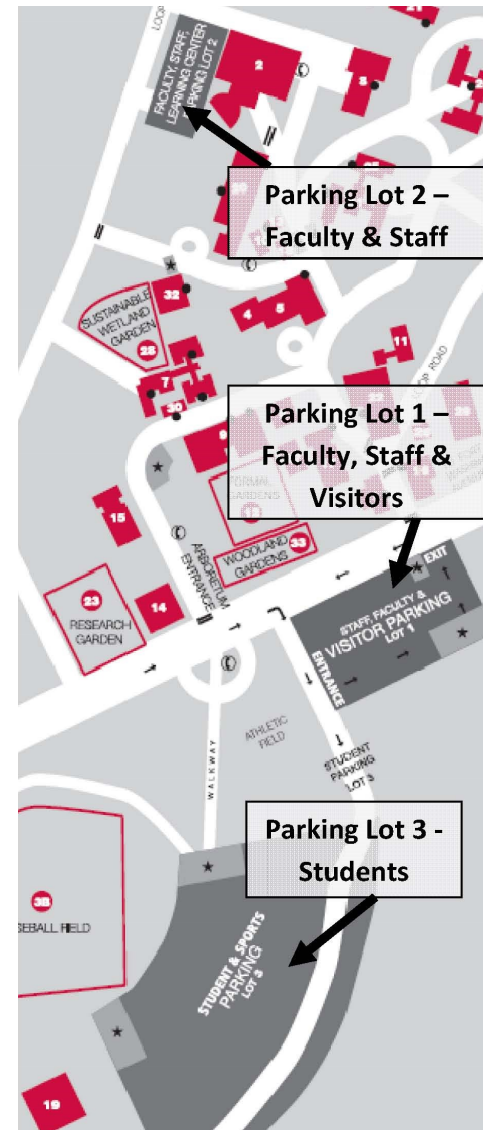 LOOP
FACULTY, STAFF,
LEARNING CENTER
PARKING LOT 2
2
3
21
Parking Lot 2 –
Faculty & Staff
32
SUSTAINABLE
WETLAND
GARDEN
28
4
5
7
30
11
LOOP ROAD
Parking Lot 1 –
Faculty, Staff &
Visitors
15
ARBORETUM
ENTRANCE
WOODLAND
GARDENS
33
23
RESEARCH
GARDEN
14
EXIT
STAFF, FACULTY &
VISITOR PARKING
LOT 1
ENTRANCE
ATHLETIC
FIELD
WALKWAY
STUDENT
PARKING
LOT 3
Parking Lot 3 -
Students
38
SEBALL FIELD
STUDENT & SPORTS
PARKING
LOT 3
19